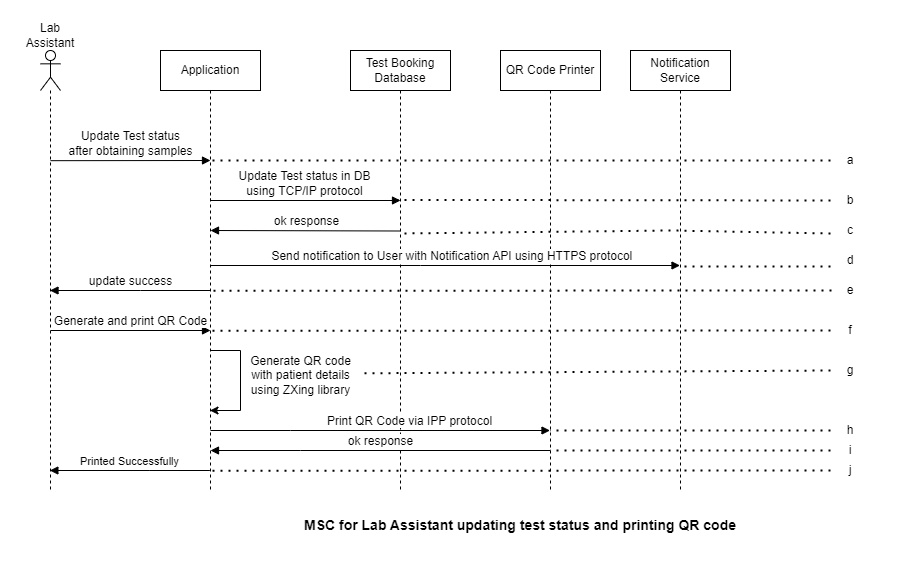 Lab
Assistant
Application
Test Booking
Database
QR Code Printer
Notification
Service
Update Test status
after obtaining samples
a
Update Test status in DB
using TCP/IP protocol
b
ok response
c
Send notification to User with Notification API using HTTPS protocol
d
update success
e
Generate and print QR Code
f
Generate QR code
with patient details
using ZXing library
g
Print QR Code via IPP protocol
h
ok response
i
Printed Successfully
j
MSC for Lab Assistant updating test status and printing QR code